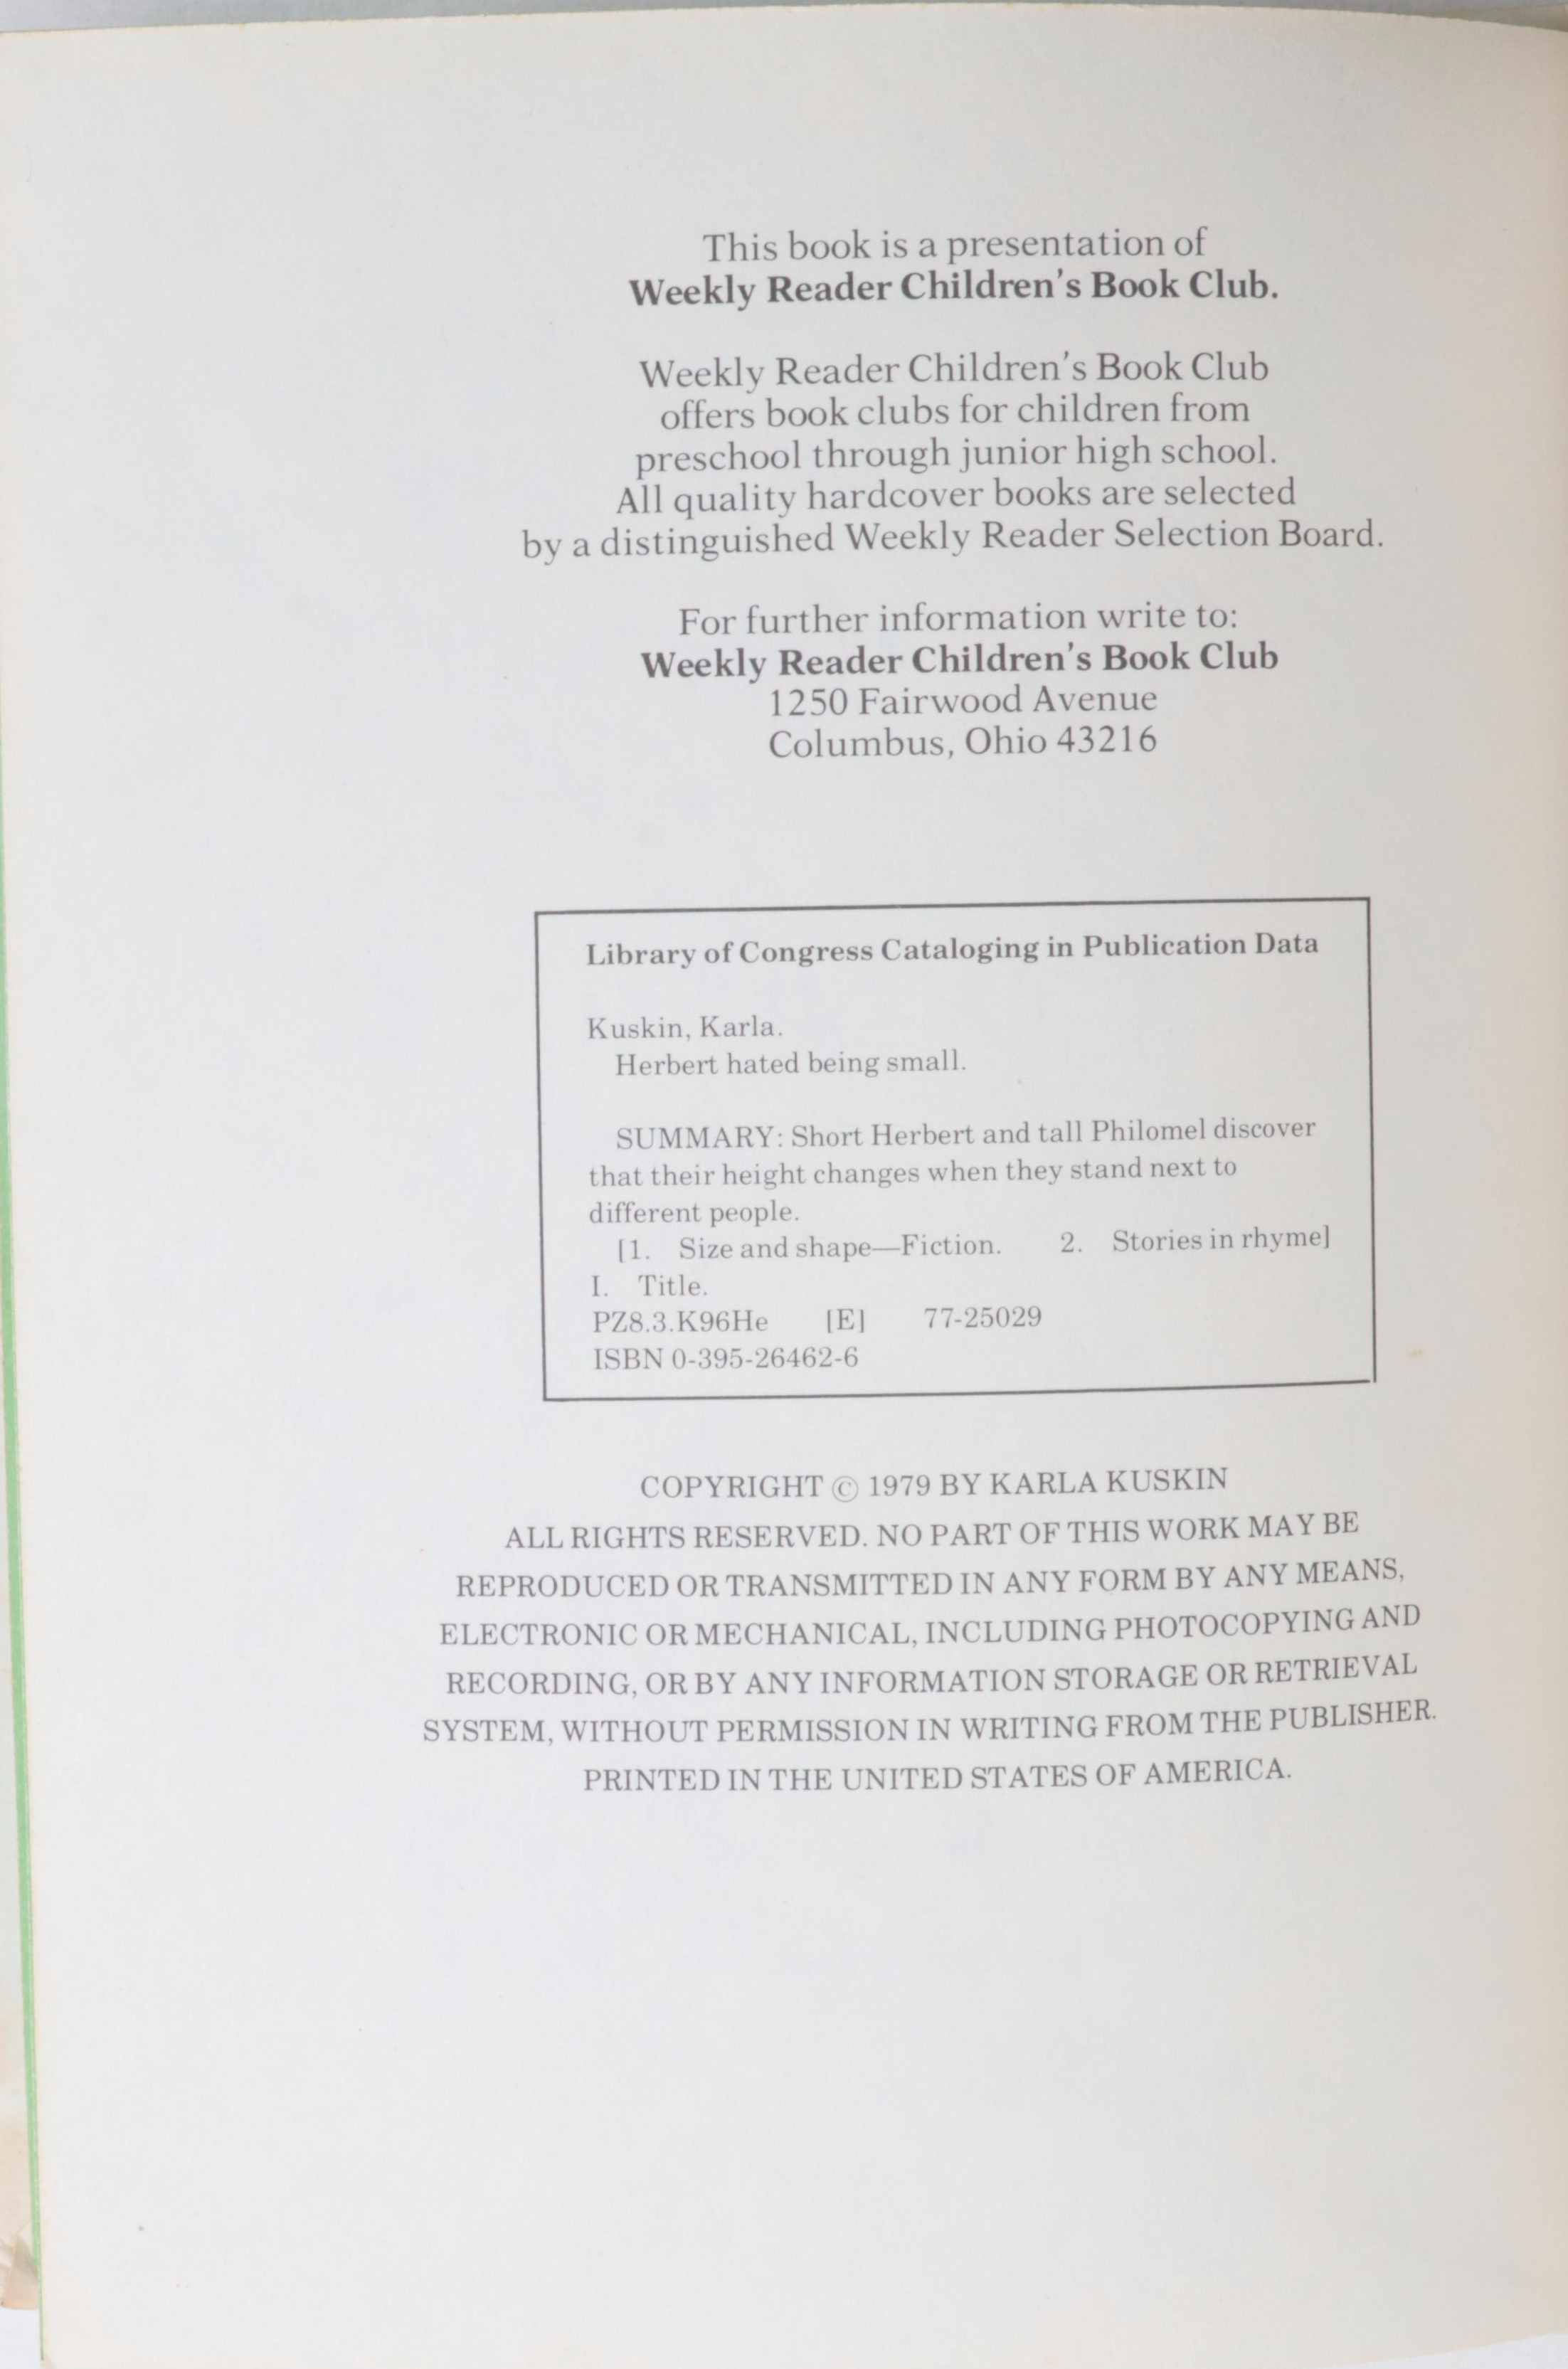 This book is a presentation of
Weekly Reader Children's Book Club.
Weekly Reader Children's Book Club
offers book clubs for children from
preschool through junior high school.
All quality hardcover books are selected
by a distinguished Weekly Reader Selection Board.
For further information write to:
Weekly Reader Children's Book Club
1250 Fairwood Avenue
Columbus, Ohio 43216
Library of Congress Cataloging in Publication Data
Kuskin, Karla.
Herbert hated being small.
SUMMARY: Short Herbert and tall Philomel discover
that their height changes when they stand next to
different people.
[1. Size and shape—Fiction. 2. Stories in rhyme]
I. Title.
PZ8.3.K96He [E] 77-25029
ISBN 0-395-26462-6
COPYRIGHT © 1979 BY KARLA KUSKIN
ALL RIGHTS RESERVED. NO PART OF THIS WORK MAY BE
REPRODUCED OR TRANSMITTED IN ANY FORM BY ANY MEANS,
ELECTRONIC OR MECHANICAL, INCLUDING PHOTOCOPYING AND
RECORDING, OR BY ANY INFORMATION STORAGE OR RETRIEVAL
SYSTEM, WITHOUT PERMISSION IN WRITING FROM THE PUBLISHER.
PRINTED IN THE UNITED STATES OF AMERICA.